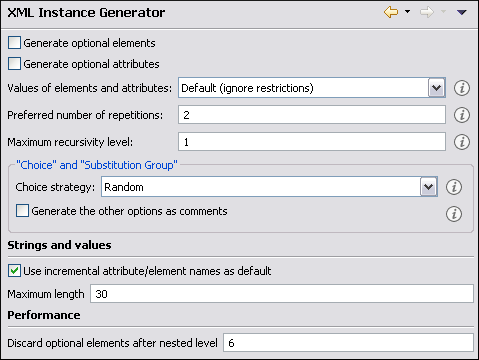 XML Instance Generator
Generate optional elements
Generate optional attributes
Values of elements and attributes: Default (ignore restrictions)
Preferred number of repetitions: 2
Maximum recursivity level: 1
"Choice" and "Substitution Group"
Choice strategy: Random
Generate the other options as comments
Strings and values
Use incremental attribute/element names as default
Maximum length 30
Performance
Discard optional elements after nested level 6